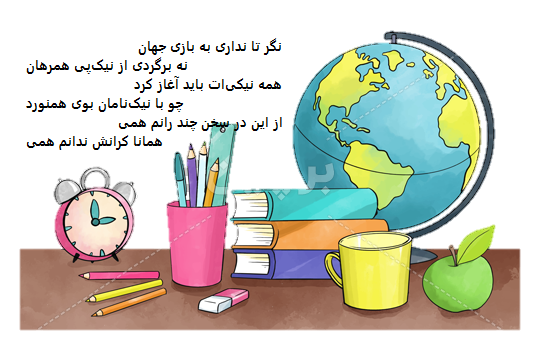 نگر تا نداری به بازی جهان
نه برگردی از نیک‌پی همرهان
همه نیکی‌ات باید آغاز کرد
چو با نیک‌نامان بوی همنورد
از این در سخن چند رانم همی
همانا کرانش ندانم همی